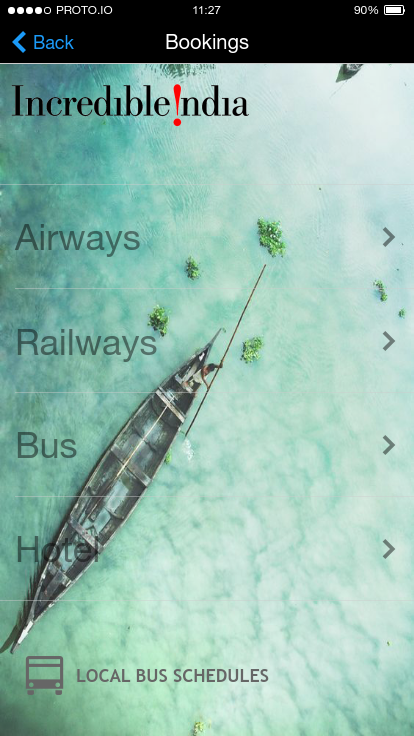 PROTO.IO 11:27 90%
Back Bookings
Incredible!ndia
Airways
Railways
Bus
Hotel
LOCAL BUS SCHEDULES